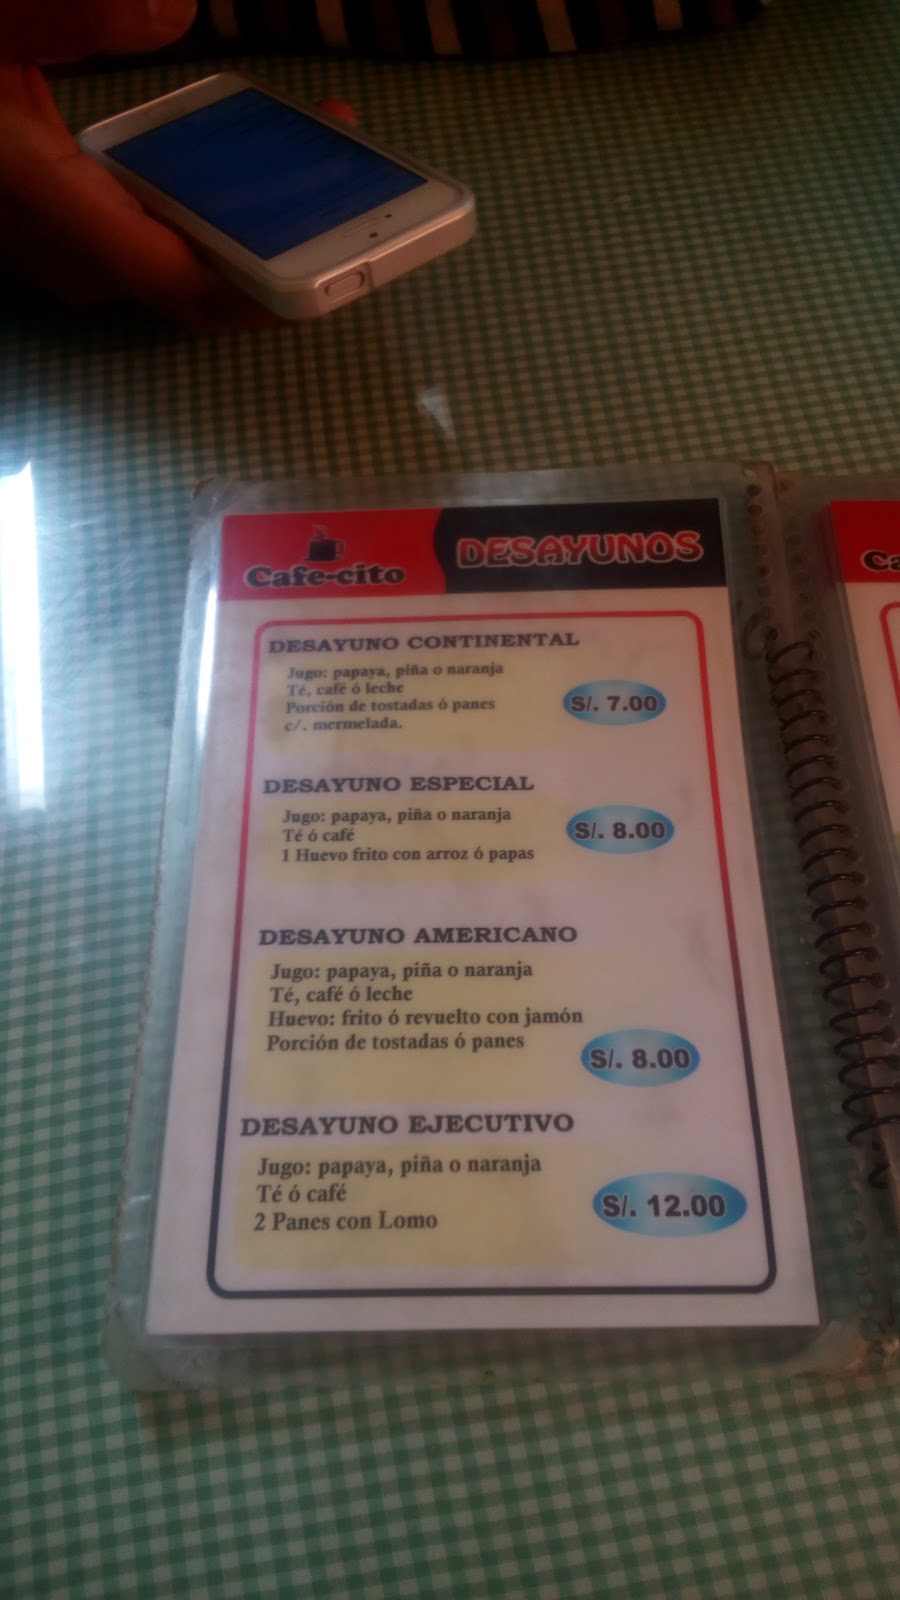 Cafe-cito
DESAYUNOS
DESAYUNO CONTINENTAL
Jugo: papaya, piña o naranja
Té, café ó leche
Porción de tostadas ó panes
c/. mermelada.
S/. 7.00
DESAYUNO ESPECIAL
Jugo: papaya, piña o naranja
Té ó café
1 Huevo frito con arroz ó papas
S/. 8.00
DESAYUNO AMERICANO
Jugo: papaya, piña o naranja
Té, café ó leche
Huevo: frito ó revuelto con jamón
Porción de tostadas ó panes
S/. 8.00
DESAYUNO EJECUTIVO
Jugo: papaya, piña o naranja
Té ó café
2 Panes con Lomo
S/. 12.00
Ca